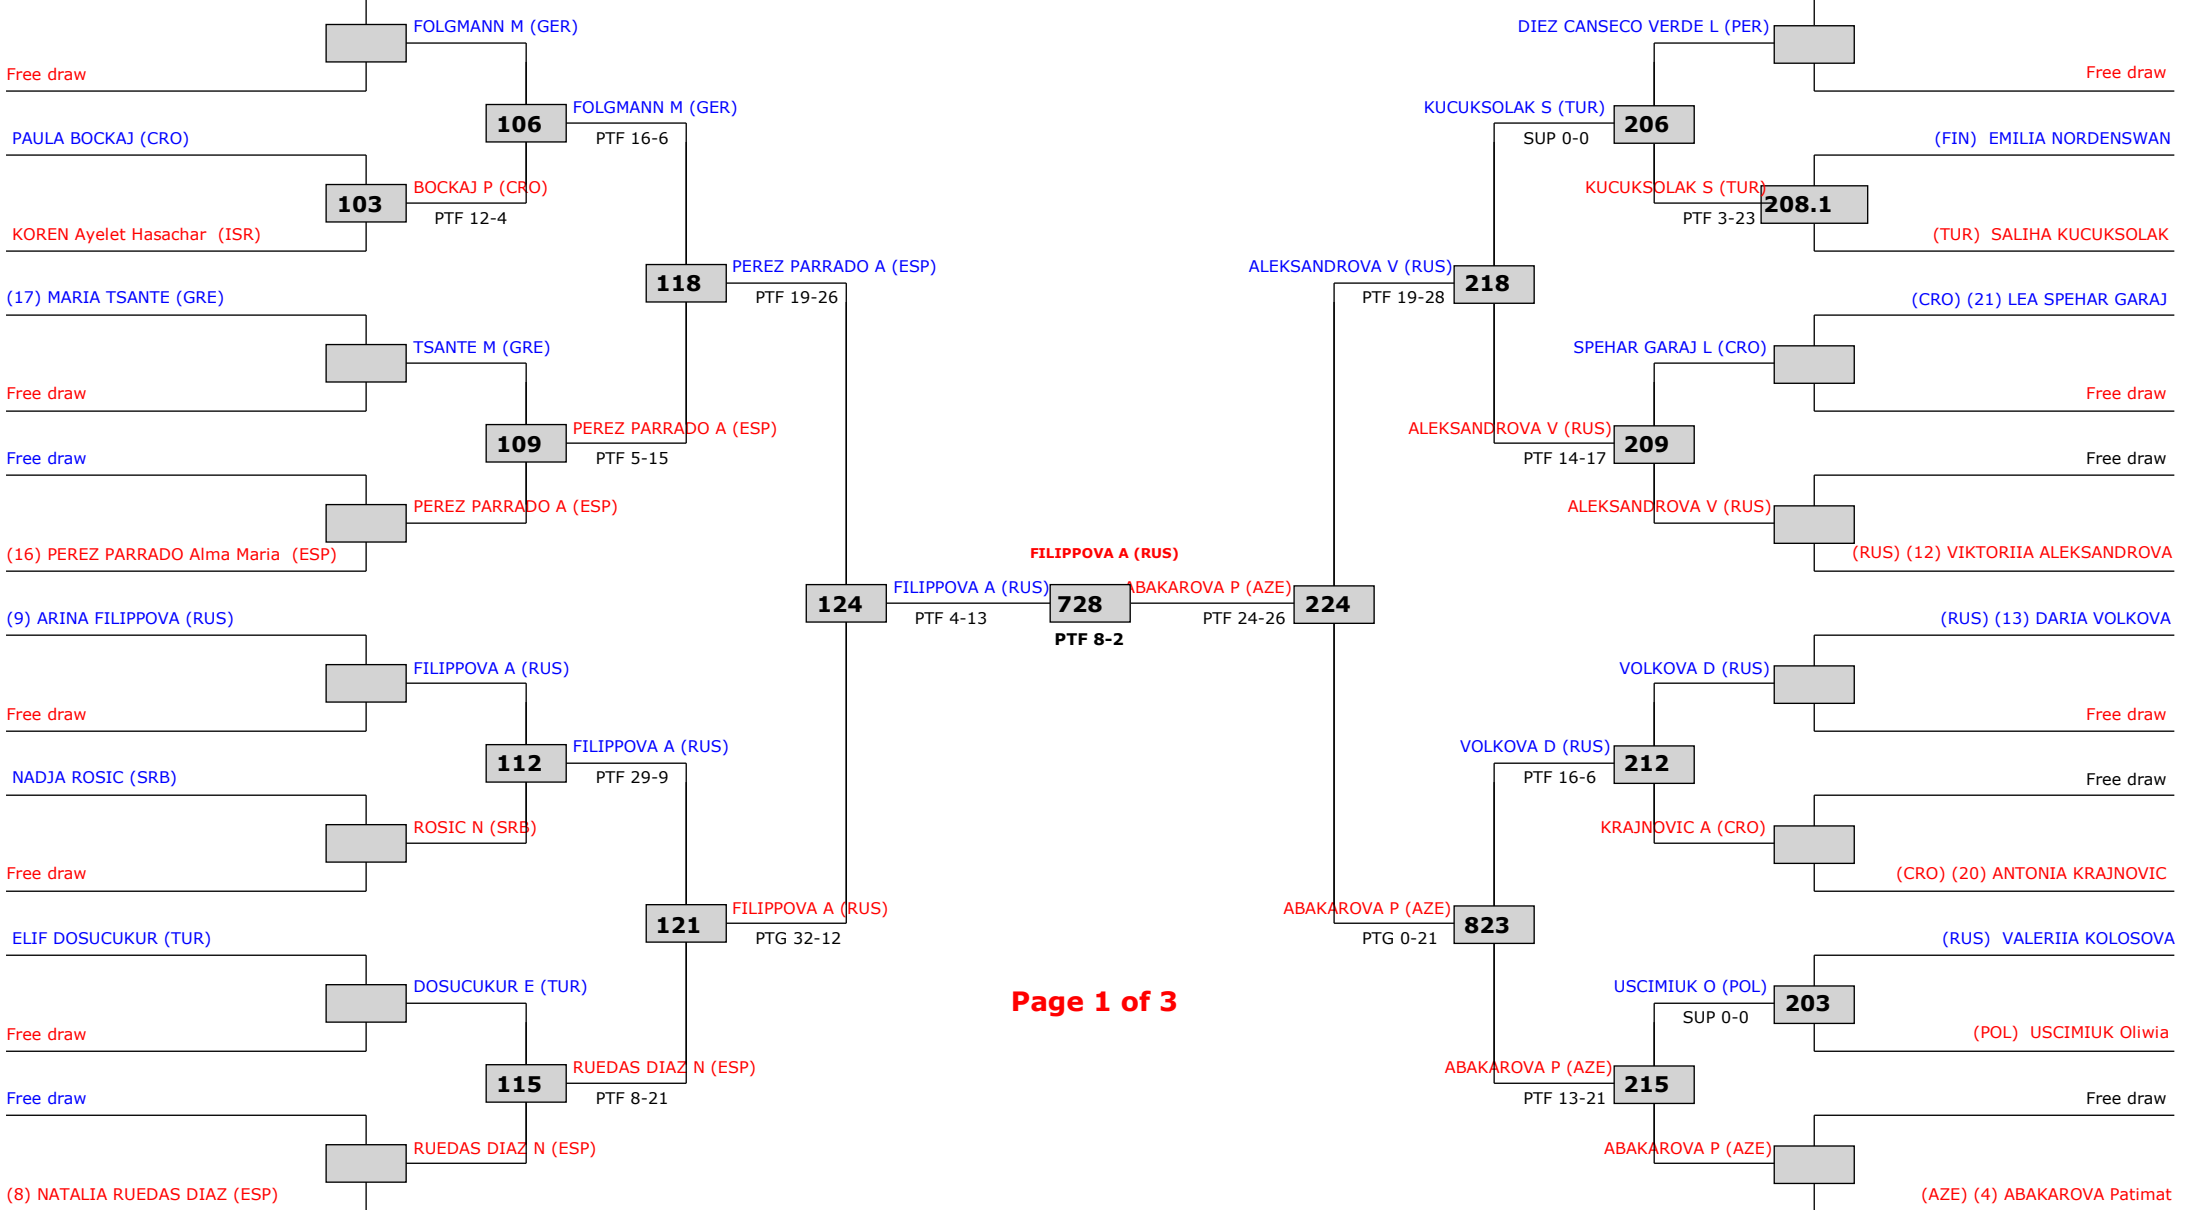 FOLGMANN M (GER)
Free draw
106
FOLGMANN M (GER)
PTF 16-6
PAULA BOCKAJ (CRO)
103
BOCKAJ P (CRO)
PTF 12-4
KOREN Ayelet Hasachar (ISR)
118
PEREZ PARRADO A (ESP)
PTF 19-26
(17) MARIA TSANTE (GRE)
TSANTE M (GRE)
Free draw
109
PEREZ PARRADO A (ESP)
PTF 5-15
Free draw
PEREZ PARRADO A (ESP)
(16) PEREZ PARRADO Alma Maria (ESP)
124
FILIPPOVA A (RUS)
PTF 4-13
(9) ARINA FILIPPOVA (RUS)
FILIPPOVA A (RUS)
Free draw
112
FILIPPOVA A (RUS)
PTF 29-9
NADJA ROSIC (SRB)
ROSIC N (SRB)
Free draw
121
FILIPPOVA A (RUS)
PTG 32-12
ELIF DOSUCUKUR (TUR)
DOSUCUKUR E (TUR)
Free draw
115
RUEDAS DIAZ N (ESP)
PTF 8-21
Free draw
RUEDAS DIAZ N (ESP)
(8) NATALIA RUEDAS DIAZ (ESP)
FILIPPOVA A (RUS)
728
PTF 8-2
Page 1 of 3
DIEZ CANSECO VERDE L (PER)
Free draw
KUCUKSOLAK S (TUR)
206
SUP 0-0
(FIN) EMILIA NORDENSWAN
KUCUKSOLAK S (TUR)
208.1
PTF 3-23
(TUR) SALIHA KUCUKSOLAK
ALEKSANDROVA V (RUS)
218
PTF 19-28
(CRO) (21) LEA SPEHAR GARAJ
SPEHAR GARAJ L (CRO)
Free draw
ALEKSANDROVA V (RUS)
209
PTF 14-17
Free draw
ALEKSANDROVA V (RUS)
(RUS) (12) VIKTORIIA ALEKSANDROVA
ABAKAROVA P (AZE)
224
PTF 24-26
(RUS) (13) DARIA VOLKOVA
VOLKOVA D (RUS)
Free draw
VOLKOVA D (RUS)
212
PTF 16-6
Free draw
KRAJNOVIC A (CRO)
(CRO) (20) ANTONIA KRAJNOVIC
ABAKAROVA P (AZE)
823
PTG 0-21
(RUS) VALERIIA KOLOSOVA
USCIMIUK O (POL)
203
SUP 0-0
(POL) USCIMIUK Oliwia
ABAKAROVA P (AZE)
215
PTF 13-21
Free draw
ABAKAROVA P (AZE)
(AZE) (4) ABAKAROVA Patimat